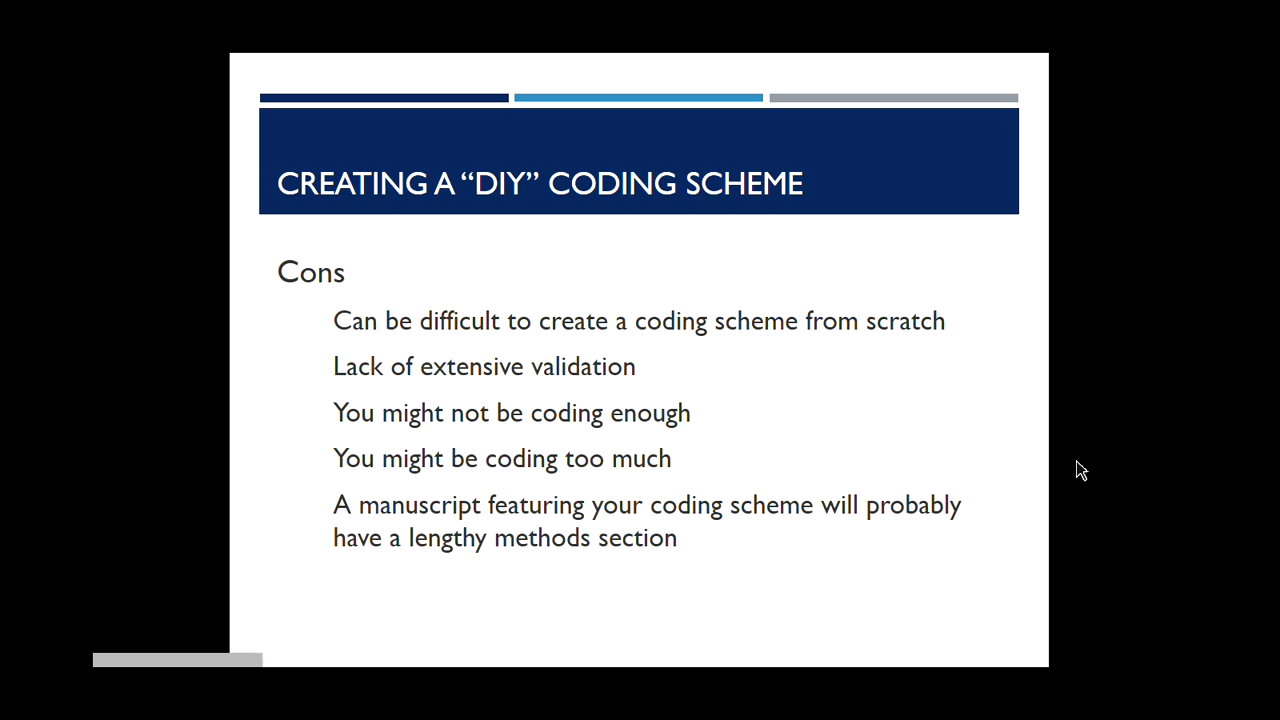 CREATING A “DIY” CODING SCHEME
Cons
Can be difficult to create a coding scheme from scratch
Lack of extensive validation
You might not be coding enough
You might be coding too much
A manuscript featuring your coding scheme will probably
have a lengthy methods section